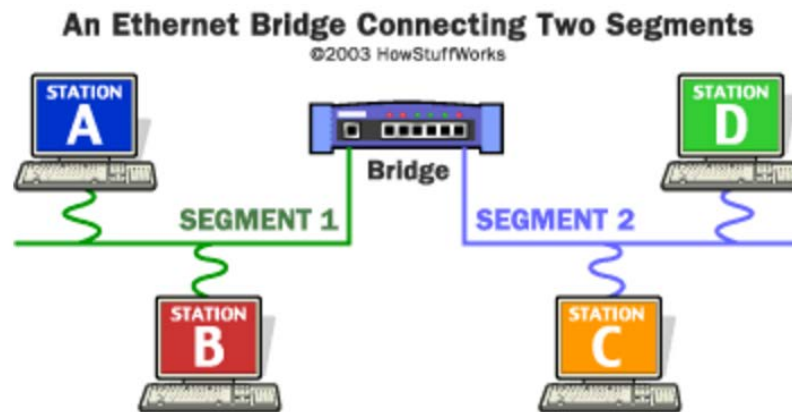 An Ethernet Bridge Connecting Two Segments
©2003 HowStuffWorks
STATION
A
STATION
D
Bridge
SEGMENT 1
SEGMENT 2
STATION
B
STATION
C